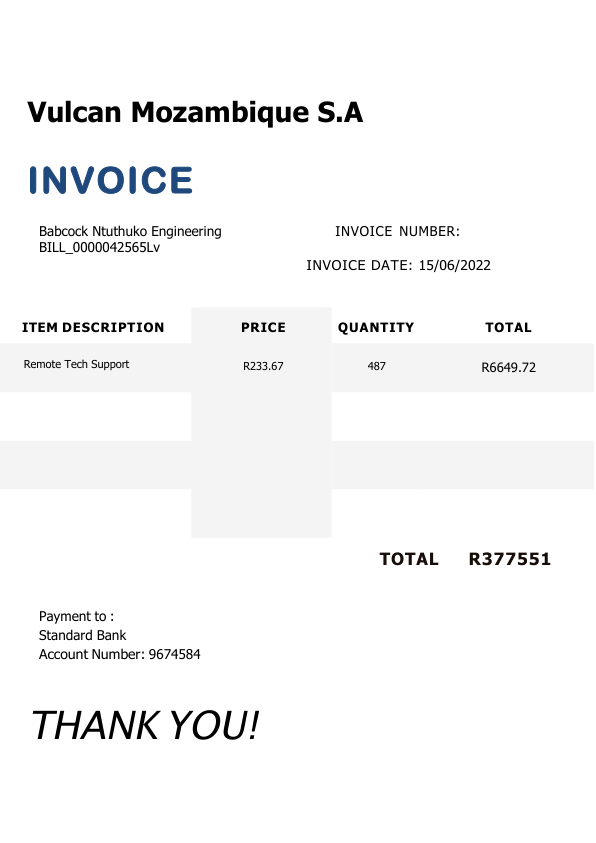 Vulcan Mozambique S.A
INVOICE
Babcock Ntuthuko Engineering
BILL_0000042565Lv
INVOICE NUMBER:
INVOICE DATE: 15/06/2022
ITEM DESCRIPTION PRICE QUANTITY TOTAL
Remote Tech Support R233.67 487 R6649.72
TOTAL R377551
Payment to :
Standard Bank
Account Number: 9674584
THANK YOU!